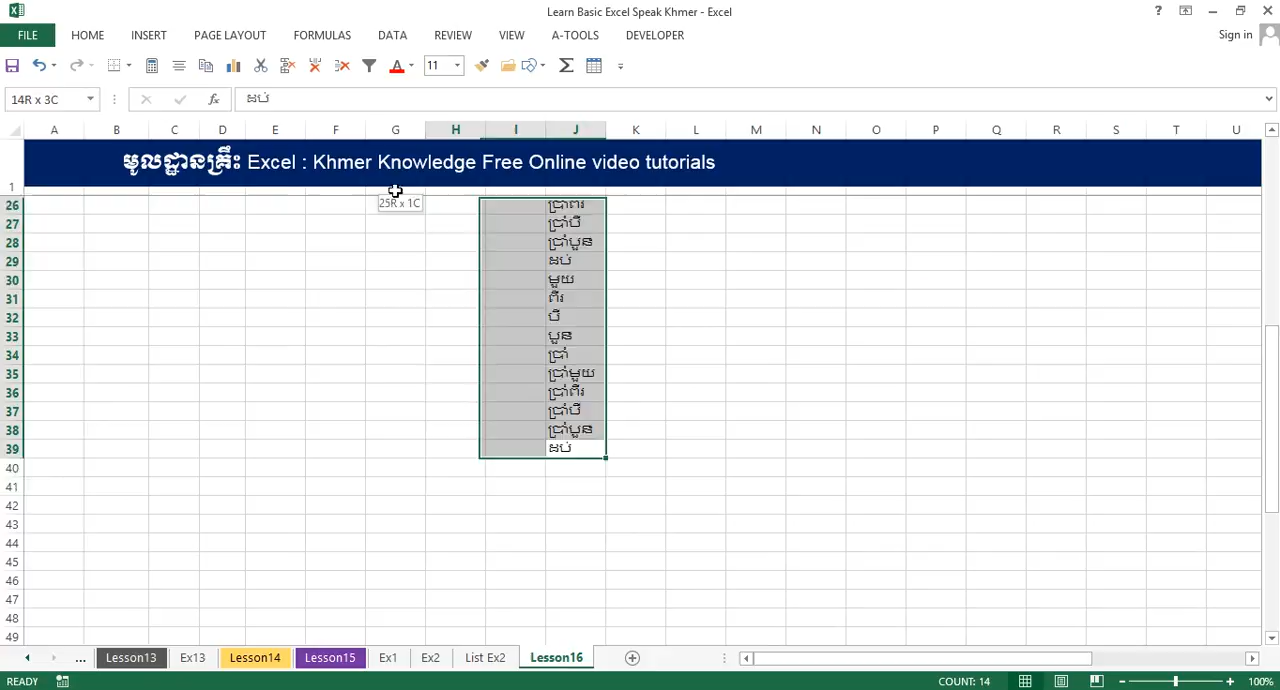 Learn Basic Excel Speak Khmer - Excel
?
FILE HOME INSERT PAGE LAYOUT FORMULAS DATA REVIEW VIEW A-TOOLS DEVELOPER Sign in
11
14R x 3C fx ដប់
A B C D E F G H I J K L M N O P Q R S T U
1 មូលដ្ឋានគ្រឹះ Excel : Khmer Knowledge Free Online video tutorials
25R x 1C
26 ប្រាំពីរ
27 ប្រាំបី
28 ប្រាំបួន
29 ដប់
30 មួយ
31 ពីរ
32 បី
33 បួន
34 ប្រាំ
35 ប្រាំមួយ
36 ប្រាំពីរ
37 ប្រាំបី
38 ប្រាំបួន
39 ដប់
40
41
42
43
44
45
46
47
48
49
... Lesson13 Ex13 Lesson14 Lesson15 Ex1 Ex2 List Ex2 Lesson16
READY COUNT: 14 100%